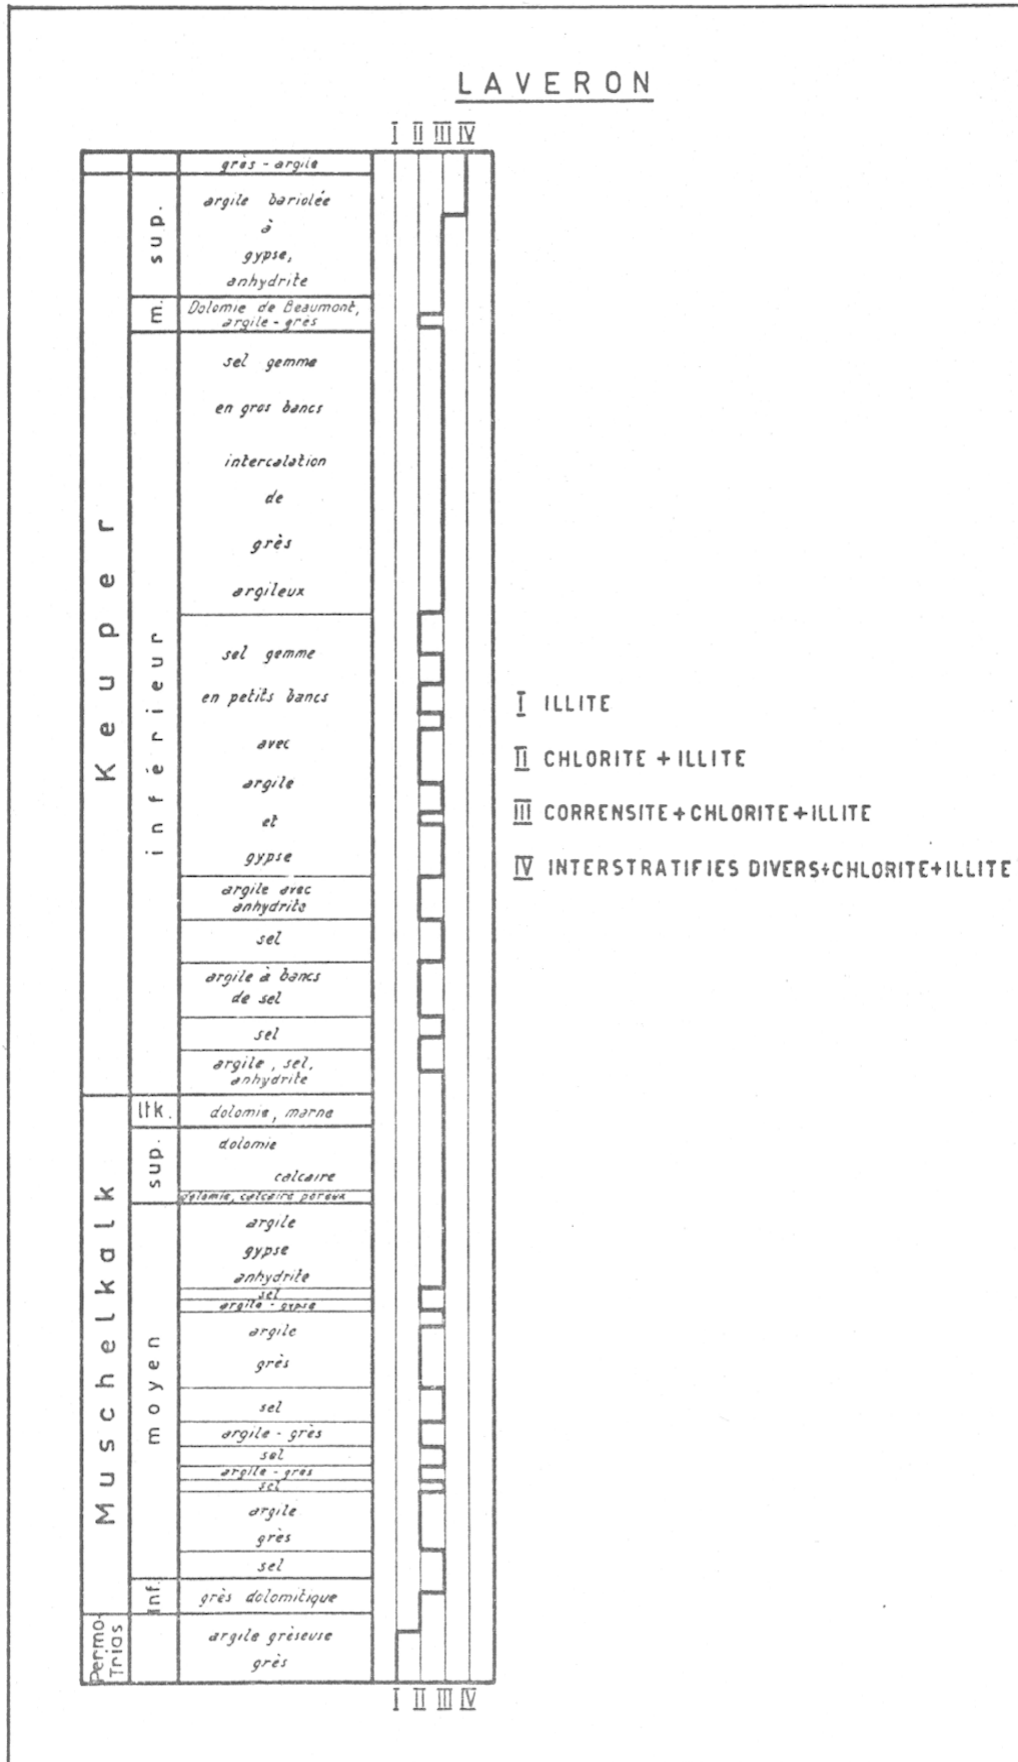 LAVERON
I II III IV
grès - argile
Keuper
sup.
argile bariolée
à
gypse,
anhydrite
m.
Dolomie de Beaumont,
argile - grès
inférieur
sel gemme
en gros bancs
intercalation
de
grès
argileux
sel gemme
en petits bancs
avec
argile
et
gypse
argile avec
anhydrite
sel
argile à bancs
de sel
sel
argile, sel,
anhydrite
Muschelkalk
ltk.
dolomie, marne
sup.
dolomie
calcaire
dolomie, calcaire poreux
moyen
argile
gypse
anhydrite
sel
argile - gypse
argile
grès
sel
argile - grès
sel
argile - grès
sel
argile
grès
sel
Inf.
grès dolomitique
Permo-
Trias
argile grèseuse
grès
I II III IV
I ILLITE
II CHLORITE + ILLITE
III CORRENSITE + CHLORITE + ILLITE
IV INTERSTRATIFIES DIVERS + CHLORITE + ILLITE